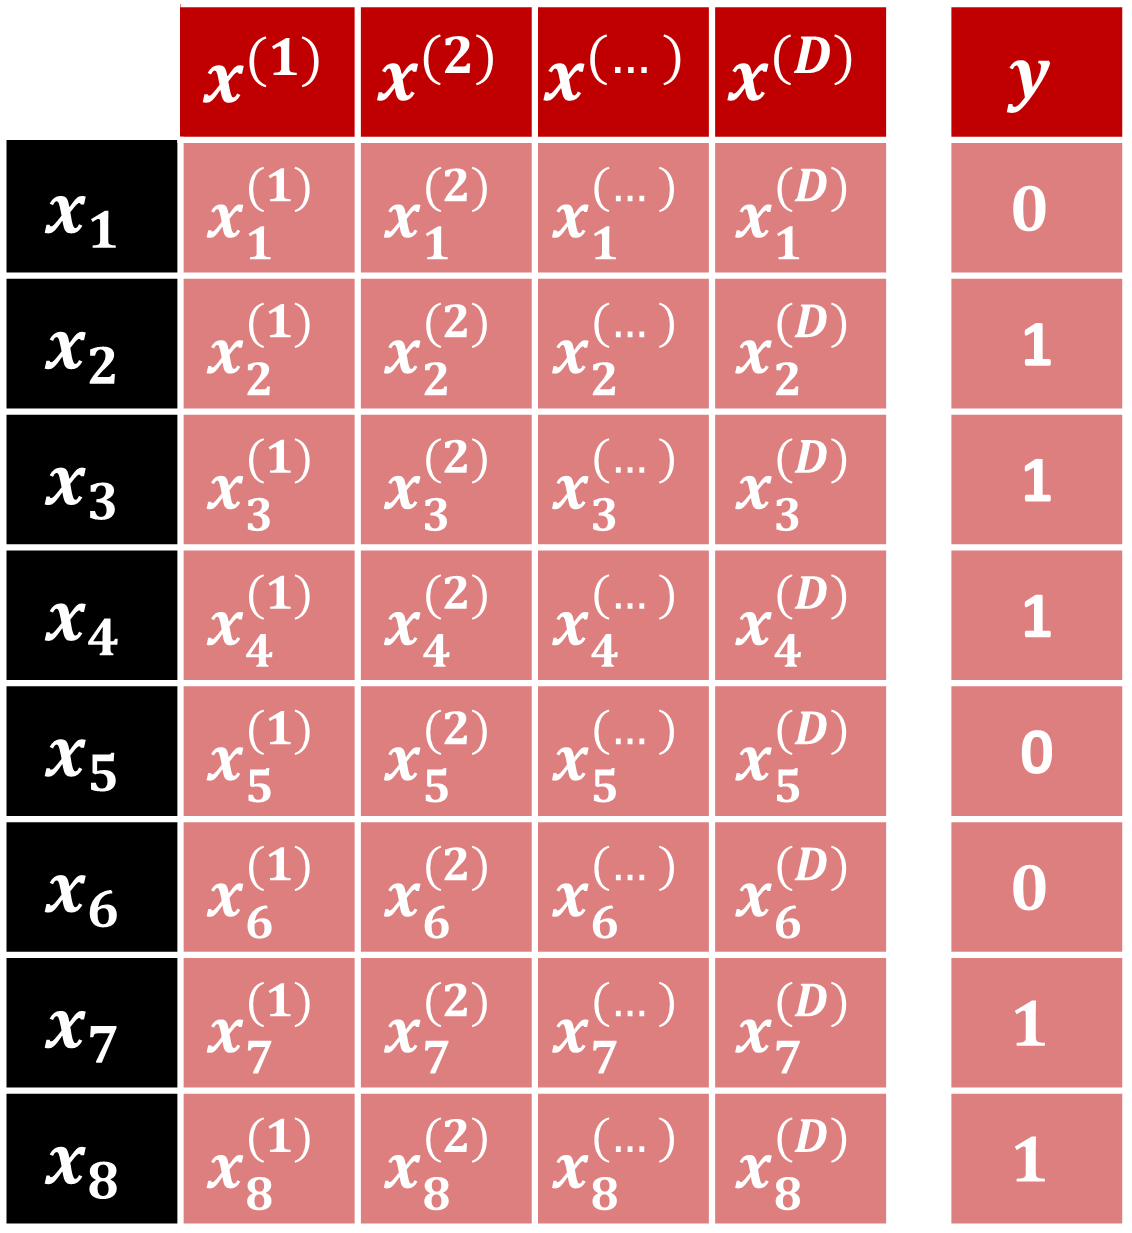 x^(1) x^(2) x^(...) x^(D) y
x_1 x_1^(1) x_1^(2) x_1^(...) x_1^(D) 0
x_2 x_2^(1) x_2^(2) x_2^(...) x_2^(D) 1
x_3 x_3^(1) x_3^(2) x_3^(...) x_3^(D) 1
x_4 x_4^(1) x_4^(2) x_4^(...) x_4^(D) 1
x_5 x_5^(1) x_5^(2) x_5^(...) x_5^(D) 0
x_6 x_6^(1) x_6^(2) x_6^(...) x_6^(D) 0
x_7 x_7^(1) x_7^(2) x_7^(...) x_7^(D) 1
x_8 x_8^(1) x_8^(2) x_8^(...) x_8^(D) 1